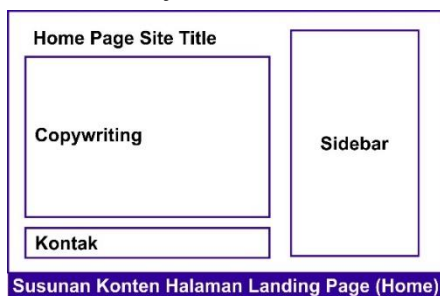 Home Page Site Title
Copywriting
Sidebar
Kontak
Susunan Konten Halaman Landing Page (Home)